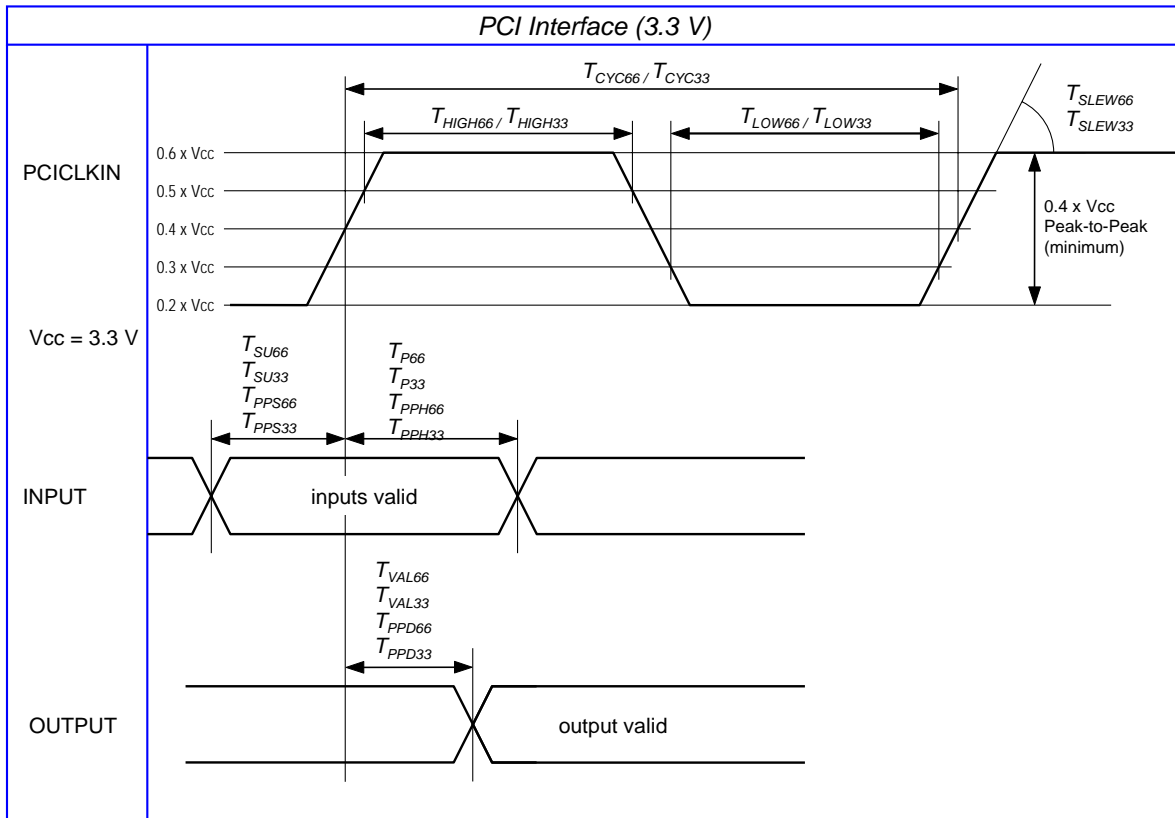 PCI Interface (3.3 V)
TCYC66 / TCYC33
THIGH66 / THIGH33
TLOW66 / TLOW33
TSLEW66
TSLEW33
PCICLKIN
0.6 x Vcc
0.5 x Vcc
0.4 x Vcc
0.3 x Vcc
0.2 x Vcc
0.4 x Vcc
Peak-to-Peak
(minimum)
Vcc = 3.3 V
TSU66
TSU33
TPPS66
TPPS33
TP66
TP33
TPPH66
TPPH33
INPUT
inputs valid
TVAL66
TVAL33
TPPD66
TPPD33
OUTPUT
output valid